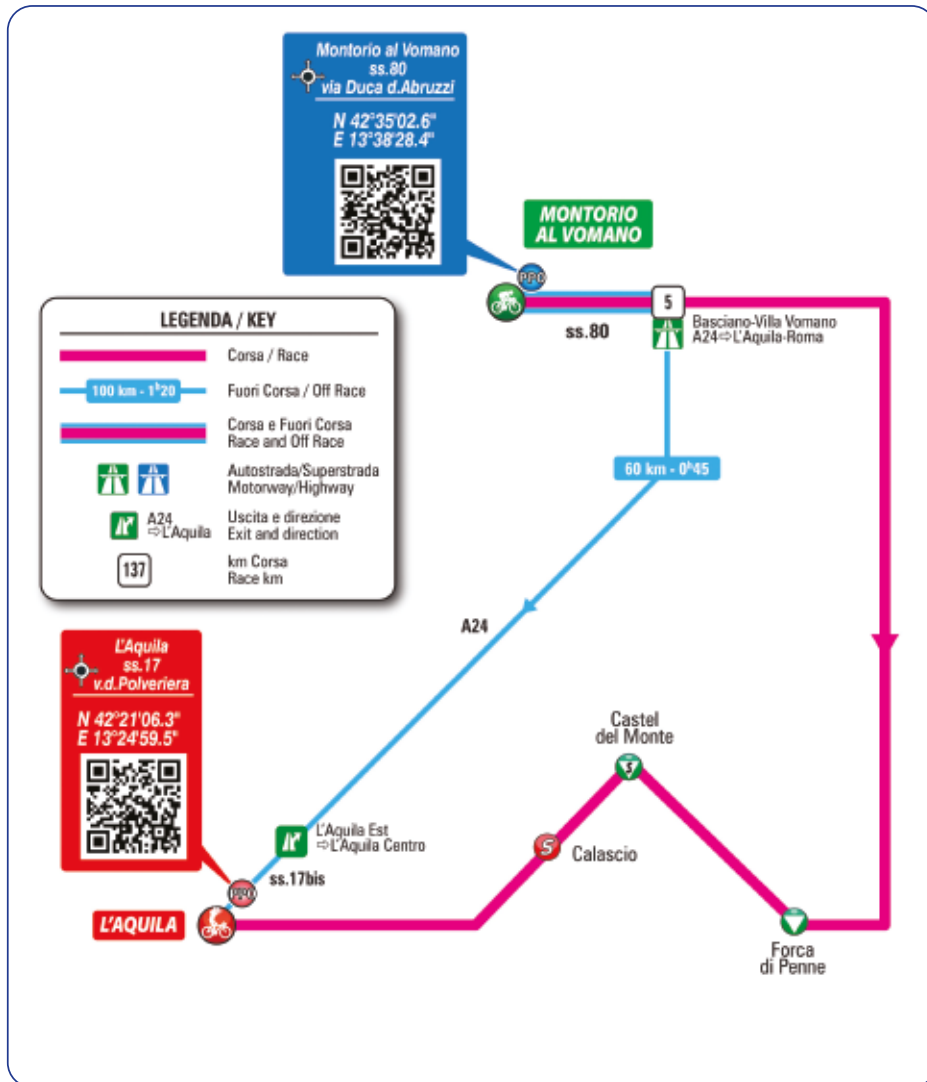 Montorio al Vomano
ss.80
via Duca d.Abruzzi
N 42°35'02.6"
E 13°38'28.4"
MONTORIO
AL VOMANO
PPO
5
ss.80
Basciano-Villa Vomano
A24⇨L'Aquila-Roma
LEGENDA / KEY
Corsa / Race
100 km - 1h20
Fuori Corsa / Off Race
Corsa e Fuori Corsa
Race and Off Race
Autostrada/Superstrada
Motorway/Highway
A24
⇨L'Aquila
Uscita e direzione
Exit and direction
137
km Corsa
Race km
60 km - 0h45
A24
L'Aquila
ss.17
v.d.Polveriera
N 42°21'06.3"
E 13°24'59.5"
Castel
del Monte
S
S
Calascio
L'Aquila Est
⇨L'Aquila Centro
ss.17bis
PPO
L'AQUILA
Forca
di Penne